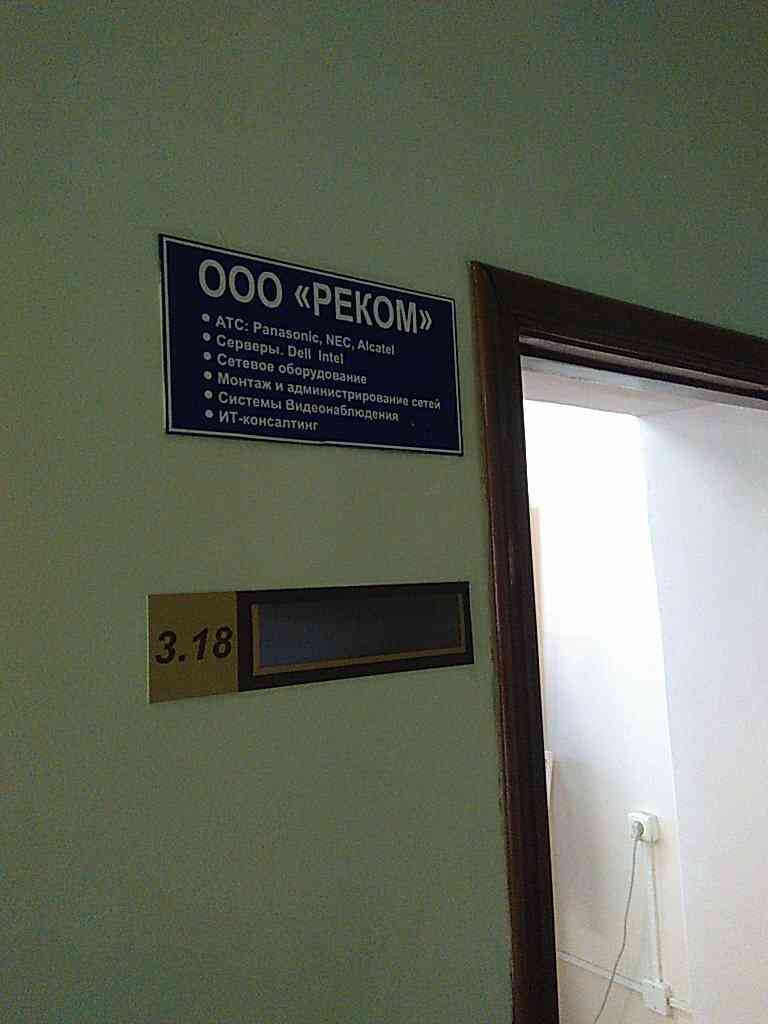 ООО «РЕКОМ»
• АТС: Panasonic, NEC, Alcatel
• Серверы. Dell Intel
• Сетевое оборудование
• Монтаж и администрирование сетей
• Системы Видеонаблюдения
• ИТ-консалтинг
3.18